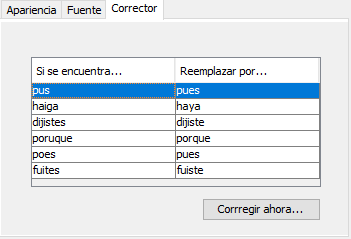 Apariencia Fuente Corrector
Si se encuentra... Reemplazar por...
pus pues
haiga haya
dijistes dijiste
poruque porque
poes pues
fuites fuiste
Corrregir ahora...